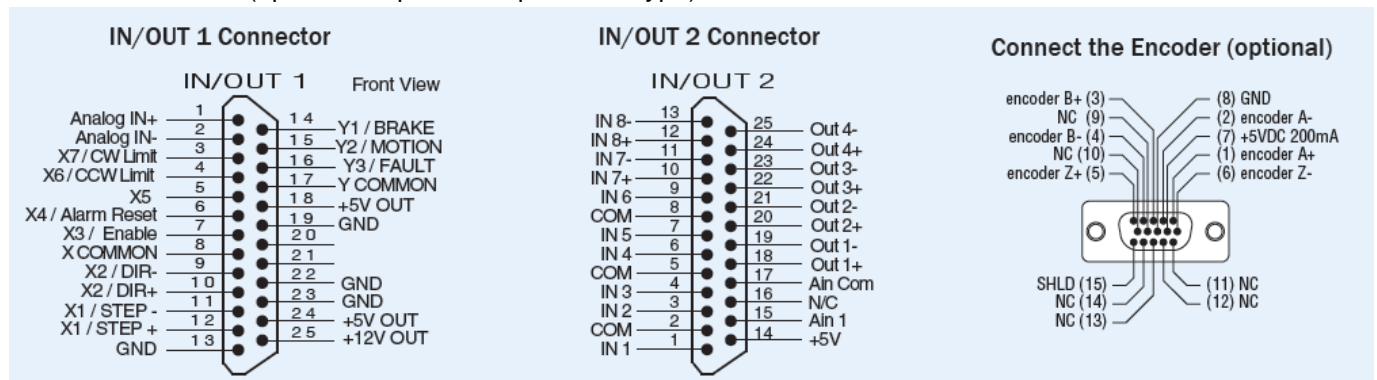 IN/OUT 1 Connector
IN/OUT 1
Front View
Analog IN+ 1
Analog IN- 2
X7 / CW Limit 3
X6 / CCW Limit 4
X5 5
X4 / Alarm Reset 6
X3 / Enable 7
X COMMON 8
X2 / DIR- 9
X2 / DIR+ 10
X1 / STEP - 11
X1 / STEP + 12
GND 13
14 Y1 / BRAKE
15 Y2 / MOTION
16 Y3 / FAULT
17 Y COMMON
18 +5V OUT
19 GND
20
21
22 GND
23 GND
24 +5V OUT
25 +12V OUT
IN/OUT 2 Connector
IN/OUT 2
IN 8- 13
IN 8+ 12
IN 7- 11
IN 7+ 10
IN 6 9
COM 8
IN 5 7
IN 4 6
COM 5
IN 3 4
IN 2 3
COM 2
IN 1 1
25 Out 4-
24 Out 4+
23 Out 3-
22 Out 3+
21 Out 2-
20 Out 2+
19 Out 1-
18 Out 1+
17 Ain Com
16 N/C
15 Ain 1
14 +5V
Connect the Encoder (optional)
encoder B+ (3)
NC (9)
encoder B- (4)
NC (10)
encoder Z+ (5)
(8) GND
(2) encoder A-
(7) +5VDC 200mA
(1) encoder A+
(6) encoder Z-
SHLD (15)
NC (14)
NC (13)
(11) NC
(12) NC